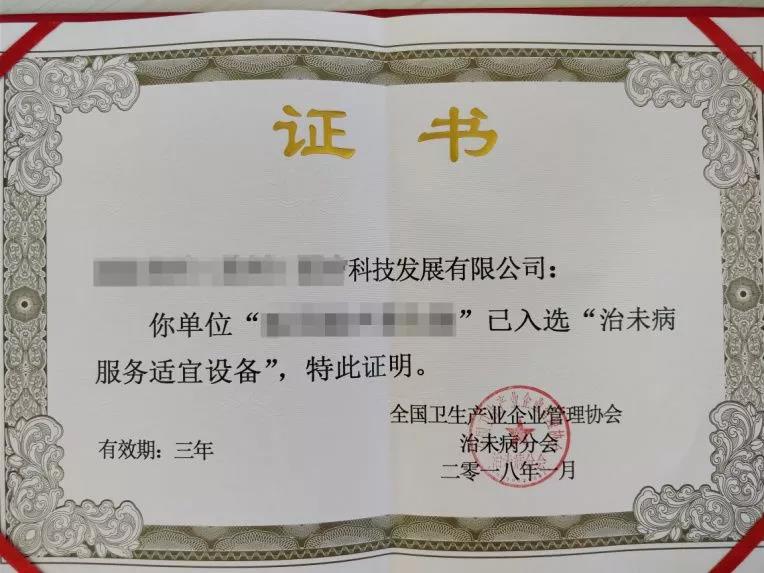 证书
科技发展有限公司：
你单位“”已入选“治未病
服务适宜设备”，特此证明。
全国卫生产业企业管理协会
治未病分会
有效期：三年
二零一八年一月